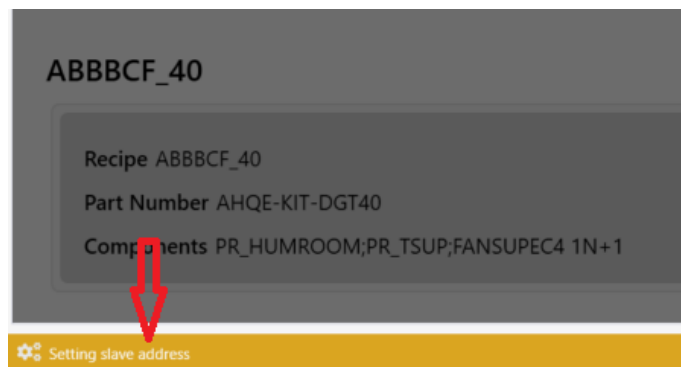 ABBBCF_40
Recipe ABBBCF_40
Part Number AHQE-KIT-DGT40
Components PR_HUMROOM;PR_TSUP;FANSUPEC4 1N+1
Setting slave address